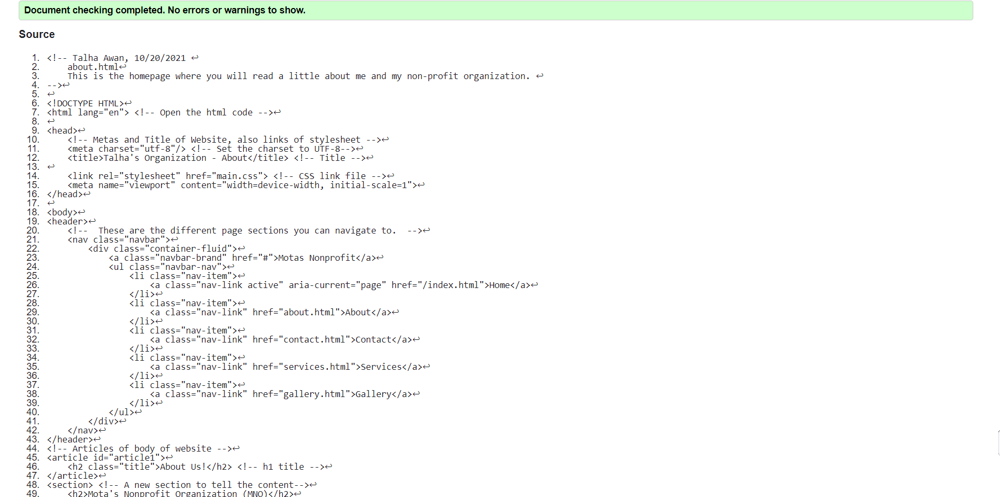 Document checking completed. No errors or warnings to show.
Source
1. <!-- Talha Awan, 10/20/2021 ↩
2.     about.html↩
3.     This is the homepage where you will read a little about me and my non-profit organization. ↩
4. -->↩
5. ↩
6. <!DOCTYPE HTML>↩
7. <html lang="en"> <!-- Open the html code -->↩
8. ↩
9. <head>↩
10.     <!-- Metas and Title of Website, also links of stylesheet -->↩
11.     <meta charset="utf-8"/> <!-- Set the charset to UTF-8-->↩
12.     <title>Talha's Organization - About</title> <!-- Title -->↩
13. ↩
14.     <link rel="stylesheet" href="main.css"> <!-- CSS link file -->↩
15.     <meta name="viewport" content="width=device-width, initial-scale=1">↩
16. </head>↩
17. ↩
18. <body>↩
19. <header>↩
20.     <!--  These are the different page sections you can navigate to.  -->↩
21.     <nav class="navbar">↩
22.         <div class="container-fluid">↩
23.             <a class="navbar-brand" href="#">Motas Nonprofit</a>↩
24.             <ul class="navbar-nav">↩
25.                 <li class="nav-item">↩
26.                     <a class="nav-link active" aria-current="page" href="/index.html">Home</a>↩
27.                 </li>↩
28.                 <li class="nav-item">↩
29.                     <a class="nav-link" href="about.html">About</a>↩
30.                 </li>↩
31.                 <li class="nav-item">↩
32.                     <a class="nav-link" href="contact.html">Contact</a>↩
33.                 </li>↩
34.                 <li class="nav-item">↩
35.                     <a class="nav-link" href="services.html">Services</a>↩
36.                 </li>↩
37.                 <li class="nav-item">↩
38.                     <a class="nav-link" href="gallery.html">Gallery</a>↩
39.                 </li>↩
40.             </ul>↩
41.         </div>↩
42.     </nav>↩
43. </header>↩
44. <!-- Articles of body of website -->↩
45. <article id="article1">↩
46.     <h2 class="title">About Us!</h2> <!-- h1 title -->↩
47. </article>↩
48. <section> <!-- A new section to tell the content-->↩
49.     <h2>Mota's Nonprofit Organization (MNO)</h2>↩